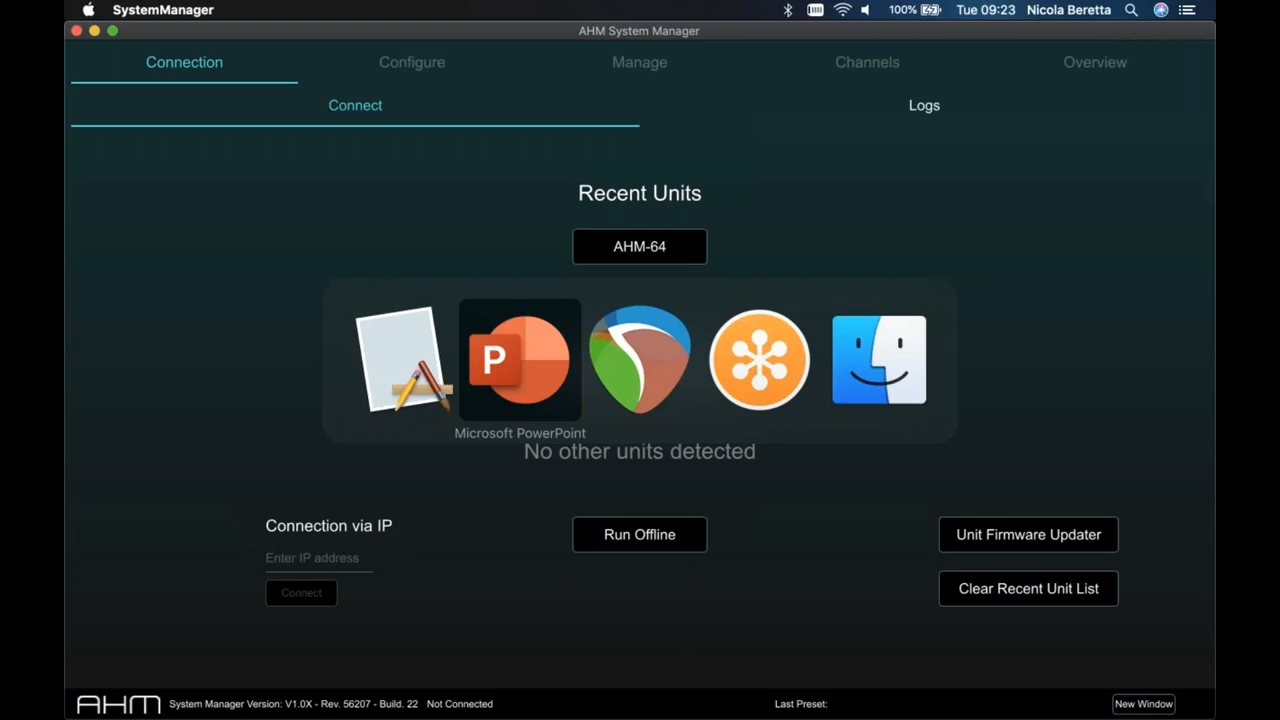 SystemManager 100% Tue 09:23 Nicola Beretta
AHM System Manager
Connection Configure Manage Channels Overview
Connect Logs
Recent Units
AHM-64
P
Microsoft PowerPoint
No other units detected
Connection via IP
Run Offline
Unit Firmware Updater
Enter IP address
Connect
Clear Recent Unit List
AHM System Manager Version: V1.0X - Rev. 56207 - Build. 22 Not Connected Last Preset: New Window